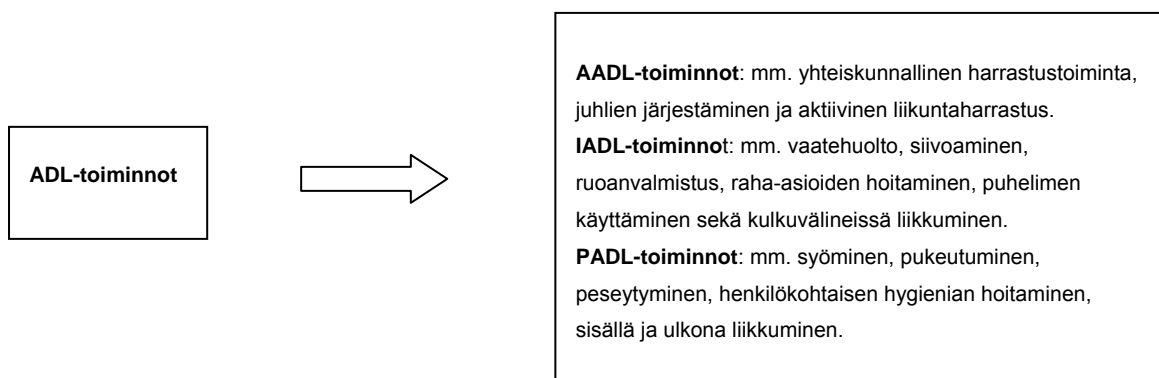 ADL-toiminnot
AADL-toiminnot: mm. yhteiskunnallinen harrastustoiminta,
juhlien järjestäminen ja aktiivinen liikuntaharrastus.
IADL-toiminnot: mm. vaatehuolto, siivoaminen,
ruoanvalmistus, raha-asioiden hoitaminen, puhelimen
käyttäminen sekä kulkuvälineissä liikkuminen.
PADL-toiminnot: mm. syöminen, pukeutuminen,
peseytyminen, henkilökohtaisen hygienian hoitaminen,
sisällä ja ulkona liikkuminen.